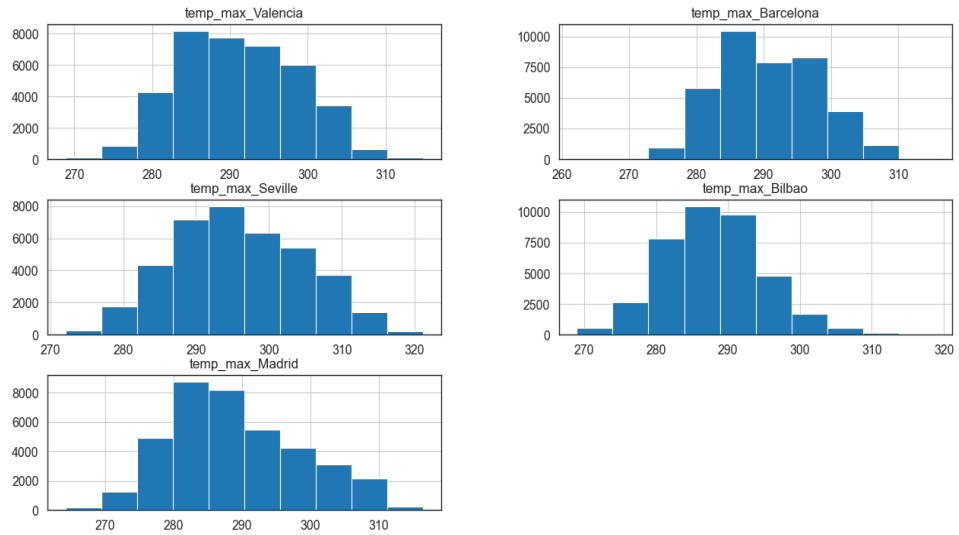 temp_max_Valencia
8000
6000
4000
2000
0
270 280 290 300 310
temp_max_Barcelona
10000
7500
5000
2500
0
260 270 280 290 300 310
temp_max_Seville
8000
6000
4000
2000
0
270 280 290 300 310 320
temp_max_Bilbao
10000
7500
5000
2500
0
270 280 290 300 310 320
temp_max_Madrid
8000
6000
4000
2000
0
270 280 290 300 310